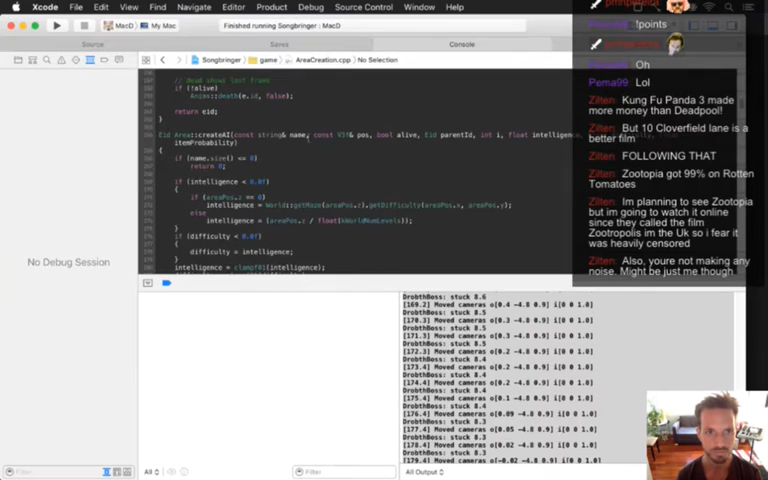 Xcode File Edit View Find Navigate Editor Product Debug Source Control Window Help
MacD My Mac
Finished running Songbringer : MacD
Source
Saves
Console
Songbringer game AreaCreation.cpp No Selection
// Dead show last frame
if (!alive)
Anims::death(e.id, false);
return eid;
}
Eid Area::createAI(const string& name, const V3f& pos, bool alive, Eid parentId, int i, float intelligence,
itemProbability)
{
if (name.size() <= 0)
return 0;
if (intelligence < 0.0f)
{
if (areaPos.z == 0)
intelligence = World::getMaze(areaPos.z).getDifficulty(areaPos.x, areaPos.y);
else
intelligence = (areaPos.z / float(kWorldNumLevels));
}
if (difficulty < 0.0f)
{
difficulty = intelligence;
}
intelligence = clampf01(intelligence);
No Debug Session
DrobthBoss: stuck 8.6
[169.2] Moved cameras o[0.4 -4.8 0.9] i[0 0 1.0]
DrobthBoss: stuck 8.5
[170.3] Moved cameras o[0.3 -4.8 0.9] i[0 0 1.0]
DrobthBoss: stuck 8.5
[171.3] Moved cameras o[0.3 -4.8 0.9] i[0 0 1.0]
DrobthBoss: stuck 8.5
[172.3] Moved cameras o[0.2 -4.8 0.9] i[0 0 1.0]
DrobthBoss: stuck 8.4
[173.4] Moved cameras o[0.2 -4.8 0.9] i[0 0 1.0]
DrobthBoss: stuck 8.4
[174.4] Moved cameras o[0.2 -4.8 0.9] i[0 0 1.0]
DrobthBoss: stuck 8.4
[175.4] Moved cameras o[0.1 -4.8 0.9] i[0 0 1.0]
DrobthBoss: stuck 8.4
[176.4] Moved cameras o[0.09 -4.8 0.9] i[0 0 1.0]
DrobthBoss: stuck 8.3
[177.4] Moved cameras o[0.05 -4.8 0.9] i[0 0 1.0]
DrobthBoss: stuck 8.3
[178.4] Moved cameras o[0.02 -4.8 0.9] i[0 0 1.0]
DrobthBoss: stuck 8.3
[179.4] Moved cameras o[-0.02 -4.8 0.9] i[0 0 1.0]
Filter
All
Filter
All Output
!points
Oh
Pema99 Lol
Zilten: Kung Fu Panda 3 made
more money than Deadpool!
Zilten: But 10 Cloverfield lane is a
better film
Zilten: FOLLOWING THAT
Zilten: Zootopia got 99% on Rotten
Tomatoes
Zilten: Im planning to see Zootopia
but im going to watch it online
since they called the film
Zootropolis im the Uk so i fear it
was heavily censored
Zilten: Also, youre not making any
noise. Might be just me though.